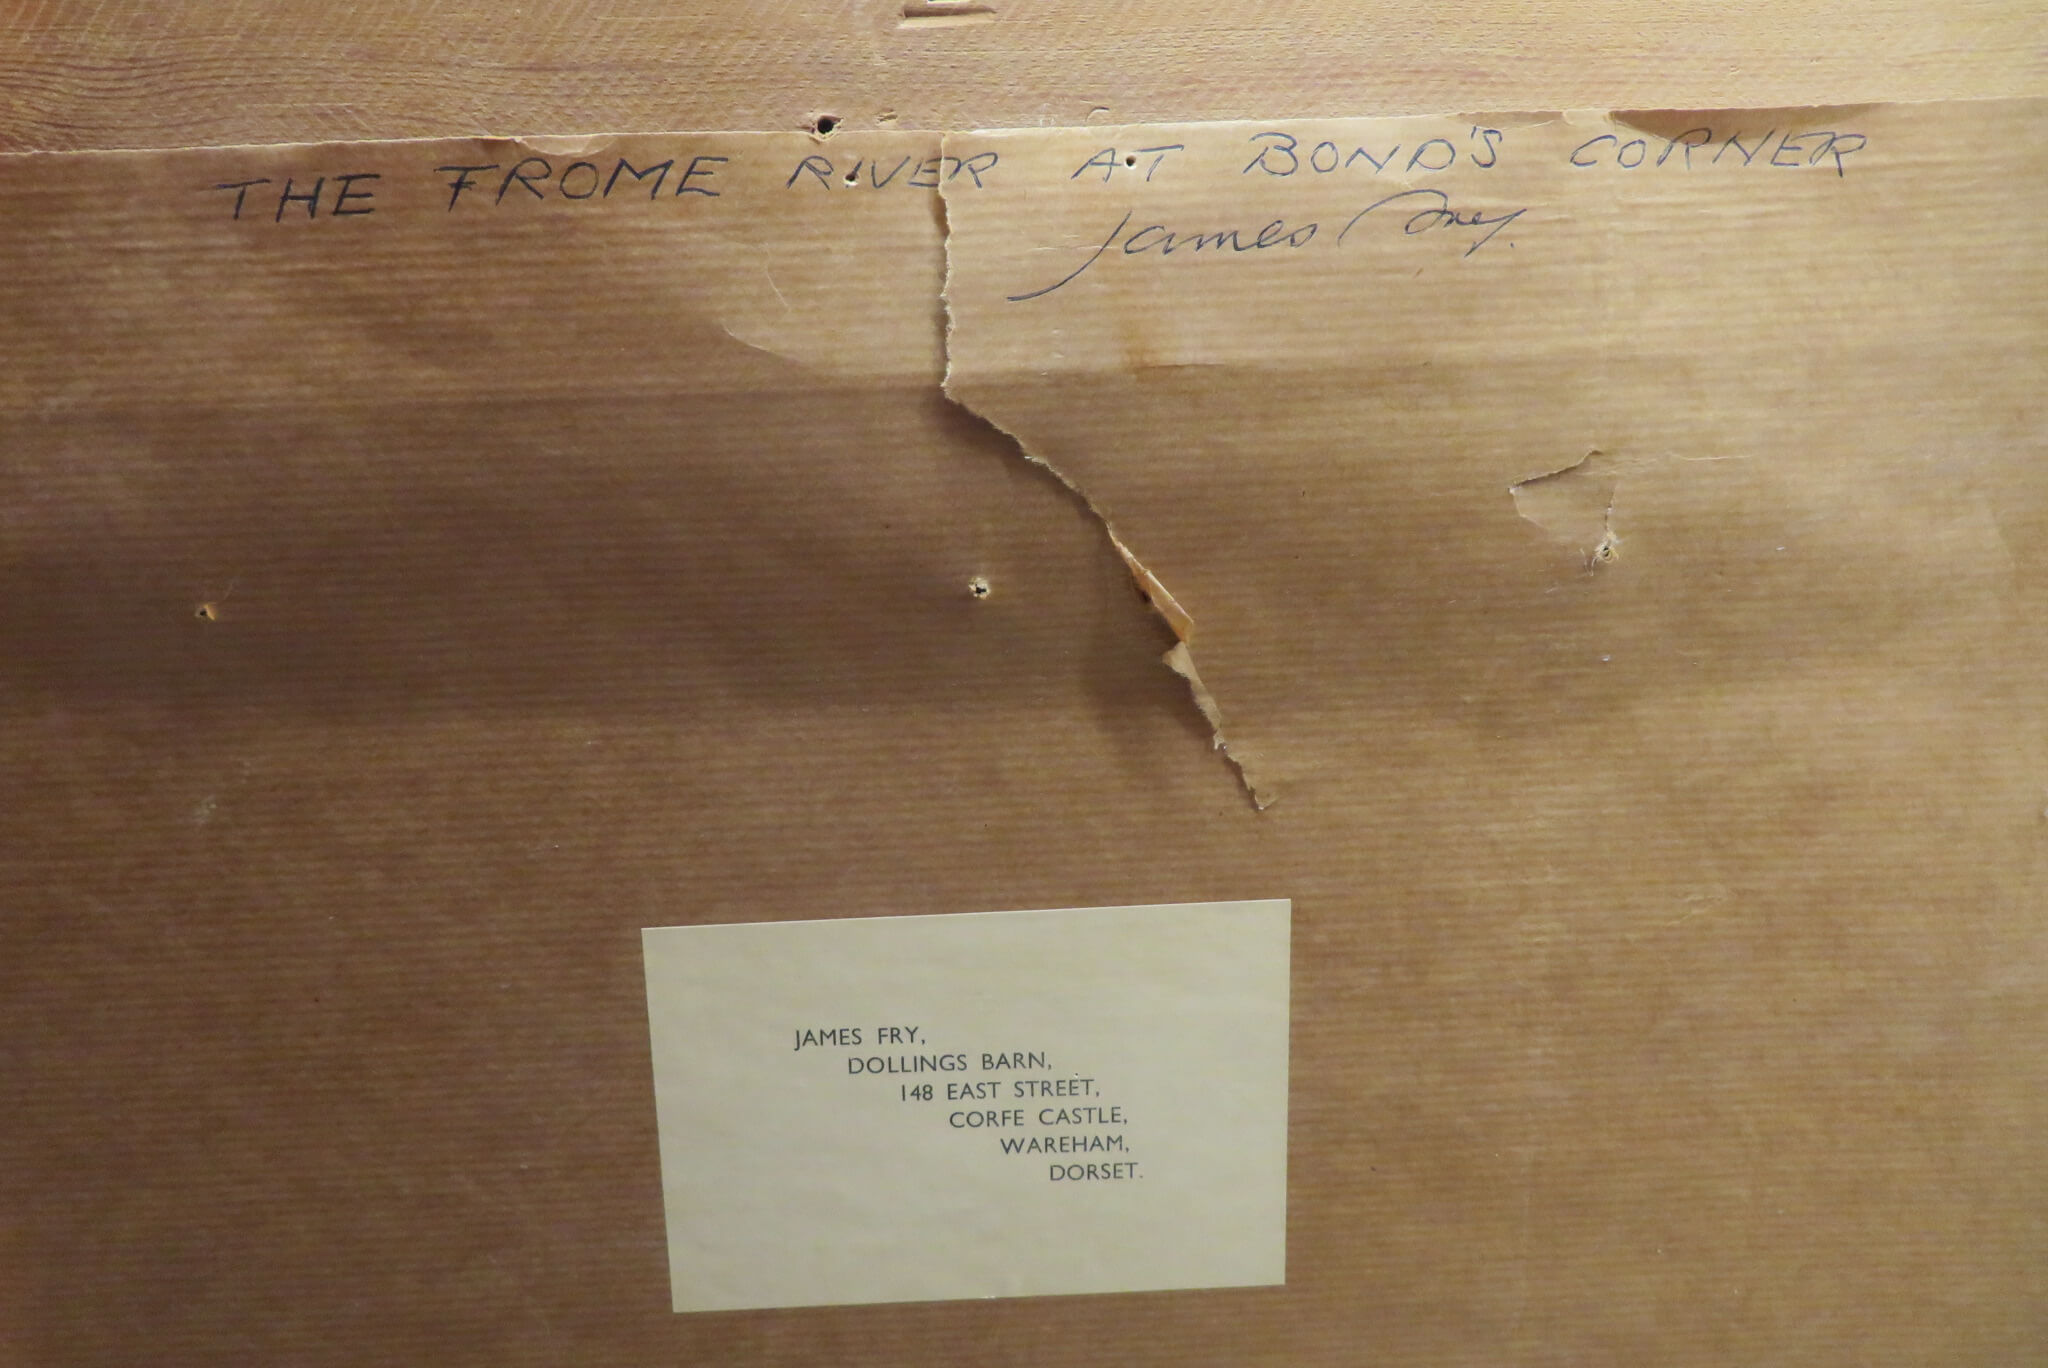 THE FROME RIVER AT BOND'S CORNER
James Fry.
JAMES FRY,
DOLLINGS BARN,
148 EAST STREET,
CORFE CASTLE,
WAREHAM,
DORSET.